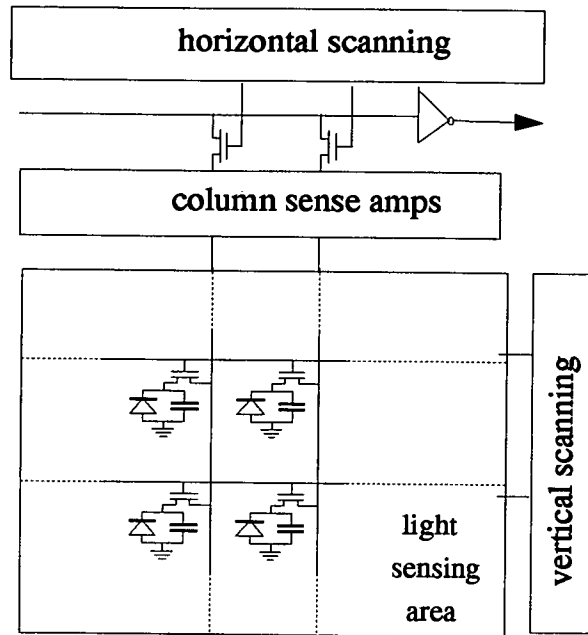 horizontal scanning
column sense amps
light
sensing
area
vertical scanning